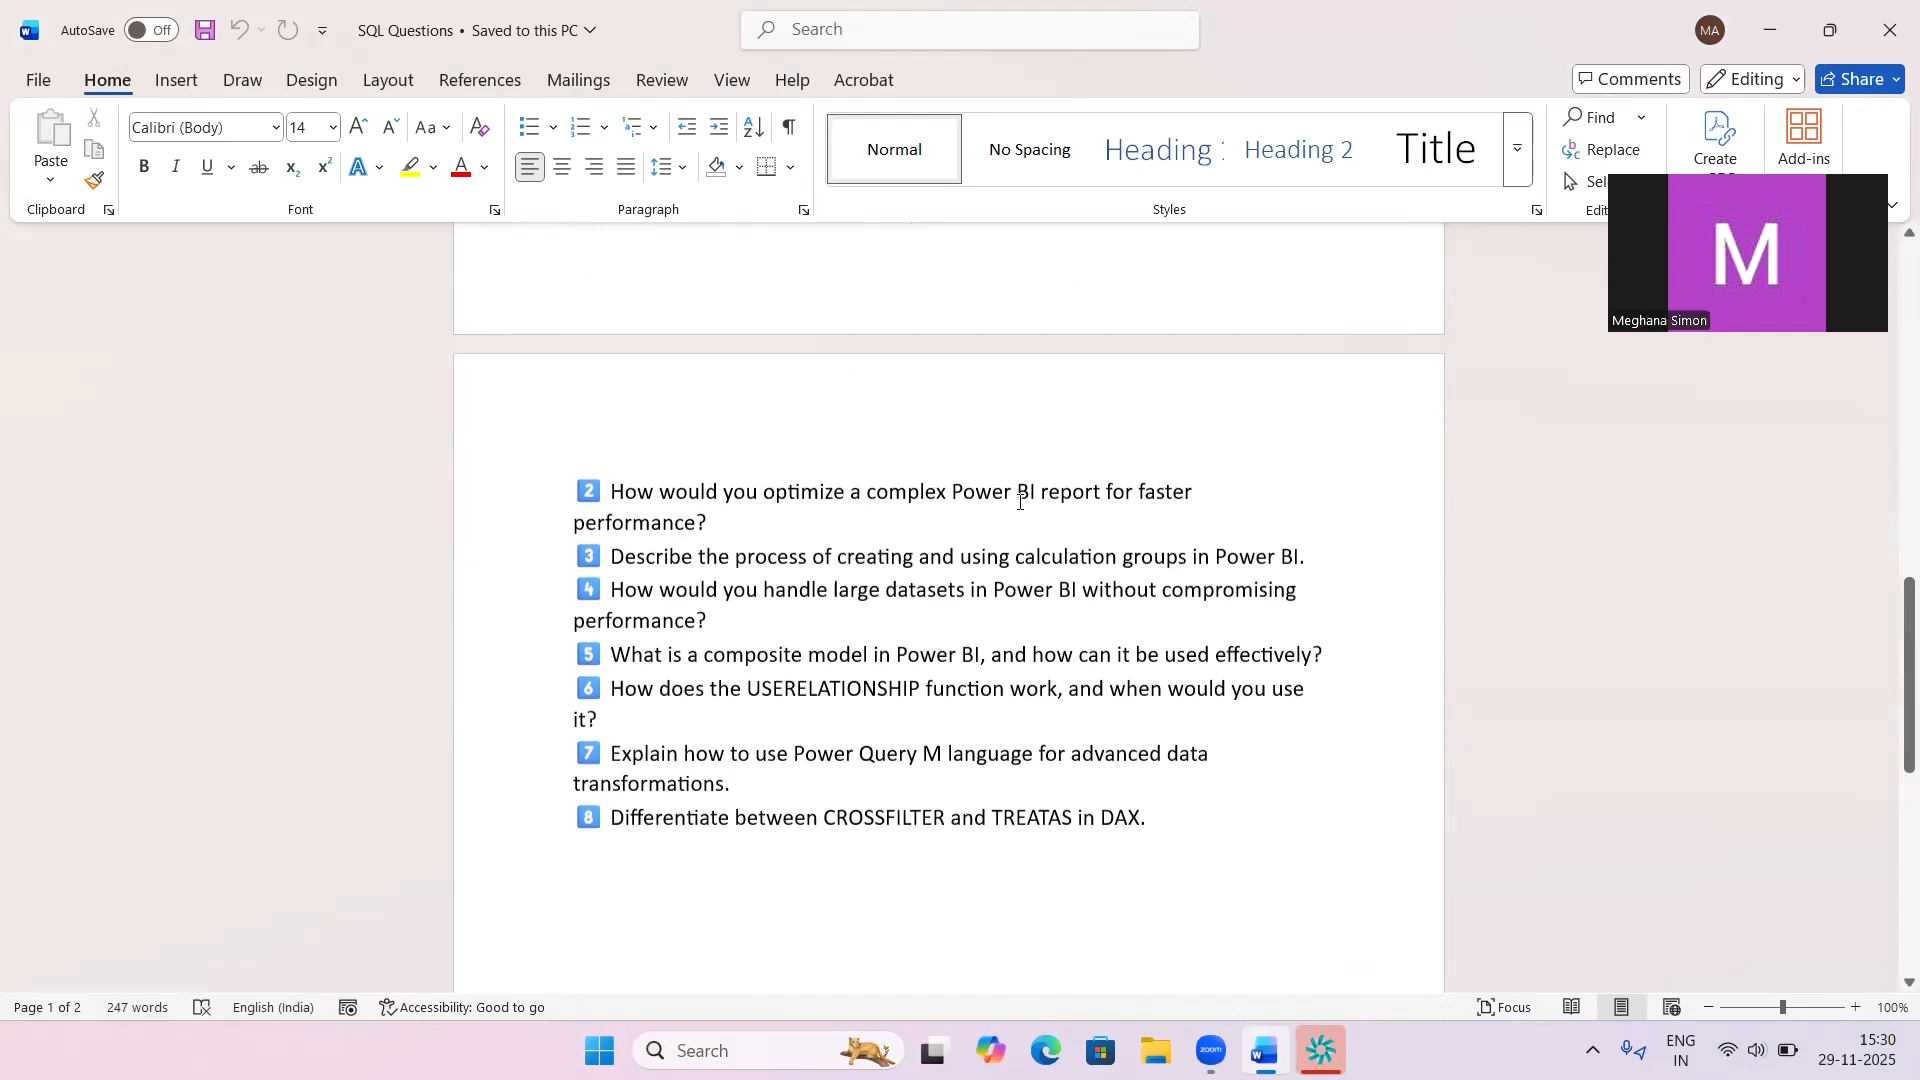 AutoSave Off SQL Questions • Saved to this PC Search MA
File Home Insert Draw Design Layout References Mailings Review View Help Acrobat Comments Editing Share
Paste Calibri (Body) 14 Aa Normal No Spacing Heading Heading 2 Title Find Replace Create Add-ins
Clipboard Font Paragraph Styles
M
Meghana Simon
2 How would you optimize a complex Power BI report for faster
performance?
3 Describe the process of creating and using calculation groups in Power BI.
4 How would you handle large datasets in Power BI without compromising
performance?
5 What is a composite model in Power BI, and how can it be used effectively?
6 How does the USERELATIONSHIP function work, and when would you use
it?
7 Explain how to use Power Query M language for advanced data
transformations.
8 Differentiate between CROSSFILTER and TREATAS in DAX.
Page 1 of 2 247 words English (India) Accessibility: Good to go Focus 100%
Search zoom ENG 15:30
IN 29-11-2025